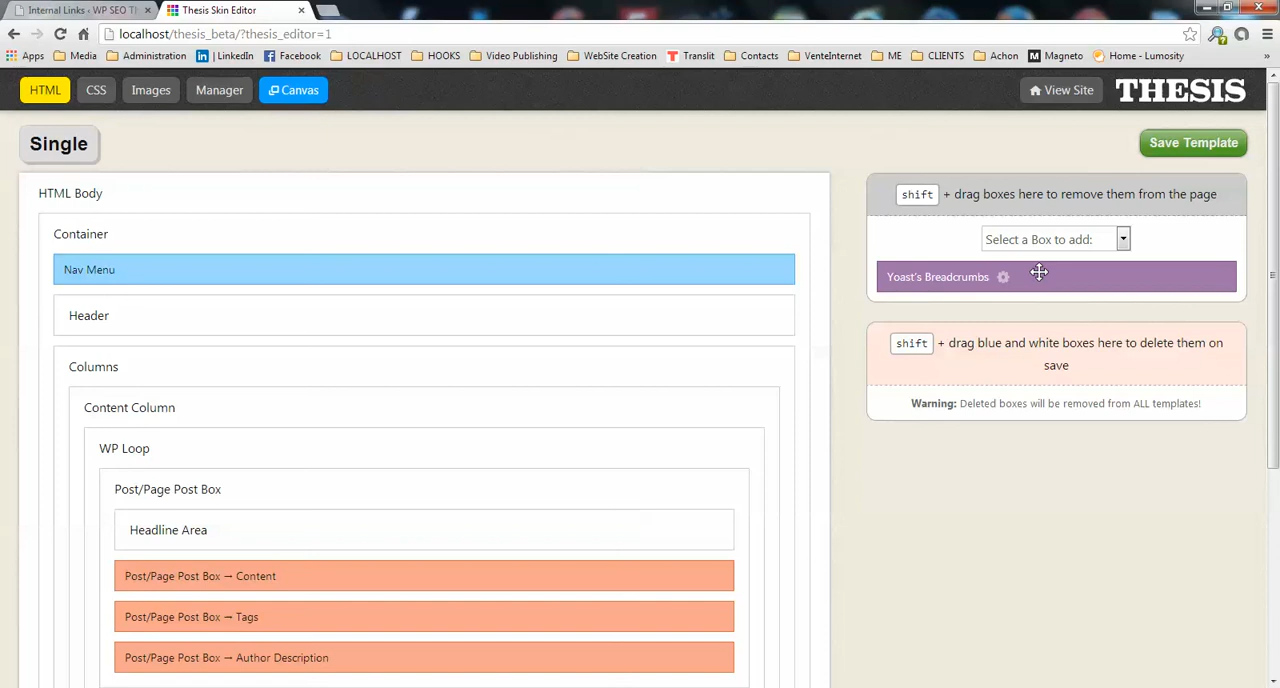 Internal Links ‹ WP SEO Tl
Thesis Skin Editor
localhost/thesis_beta/?thesis_editor=1
Apps Media Administration LinkedIn Facebook LOCALHOST HOOKS Video Publishing WebSite Creation Translit Contacts VenteInternet ME CLIENTS Achon Magneto Home - Lumosity »
HTML CSS Images Manager Canvas View Site THESIS
Single
Save Template
HTML Body
Container
Nav Menu
Header
Columns
Content Column
WP Loop
Post/Page Post Box
Headline Area
Post/Page Post Box → Content
Post/Page Post Box → Tags
Post/Page Post Box → Author Description
shift + drag boxes here to remove them from the page
Select a Box to add:
Yoast's Breadcrumbs
shift + drag blue and white boxes here to delete them on
save
Warning: Deleted boxes will be removed from ALL templates!